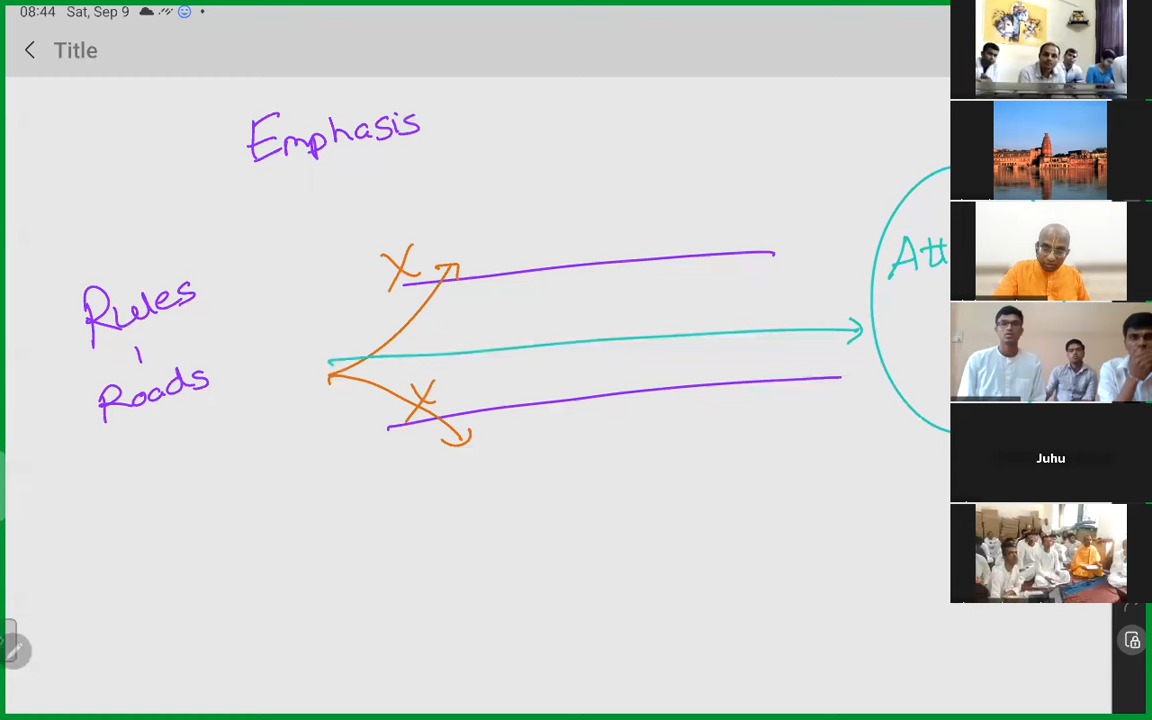 08:44 Sat, Sep 9
Title
Emphasis
Att
Rules
Roads
Juhu